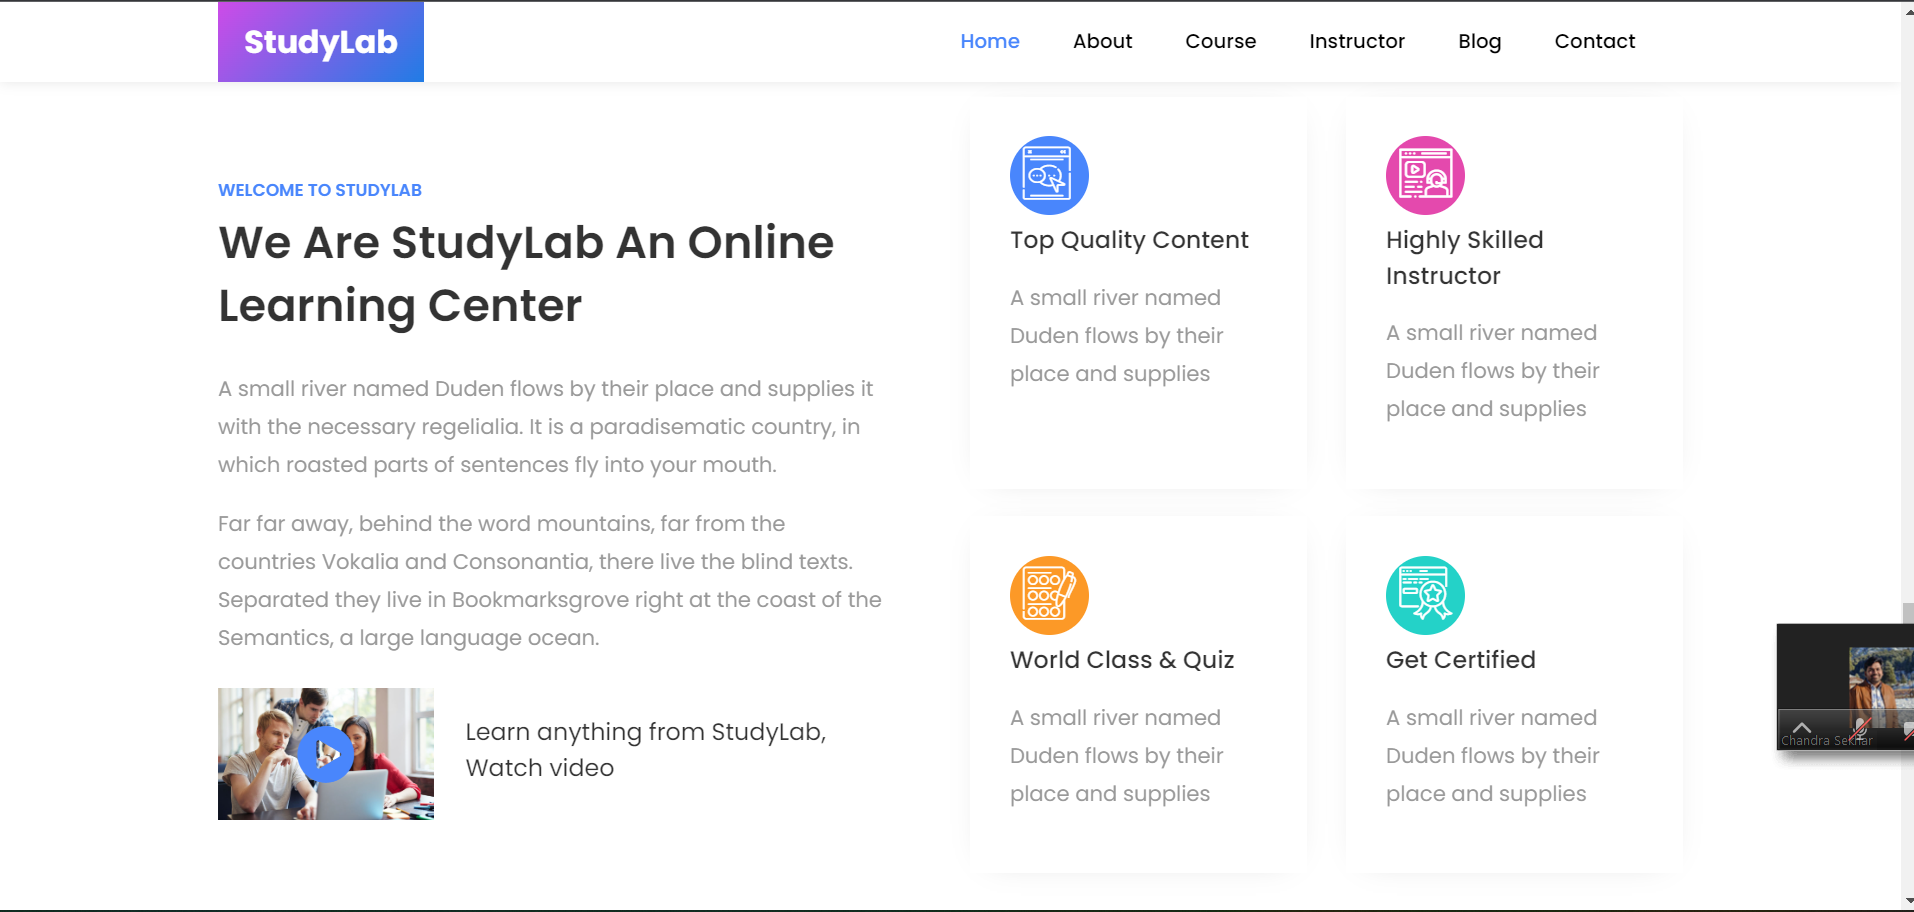 StudyLab
Home
About
Course
Instructor
Blog
Contact
WELCOME TO STUDYLAB
We Are StudyLab An Online
Learning Center
A small river named Duden flows by their place and supplies it
with the necessary regelialia. It is a paradisematic country, in
which roasted parts of sentences fly into your mouth.
Far far away, behind the word mountains, far from the
countries Vokalia and Consonantia, there live the blind texts.
Separated they live in Bookmarksgrove right at the coast of the
Semantics, a large language ocean.
Learn anything from StudyLab,
Watch video
Top Quality Content
A small river named
Duden flows by their
place and supplies
Highly Skilled
Instructor
A small river named
Duden flows by their
place and supplies
World Class & Quiz
A small river named
Duden flows by their
place and supplies
Get Certified
A small river named
Duden flows by their
place and supplies
Chandra Sekhar